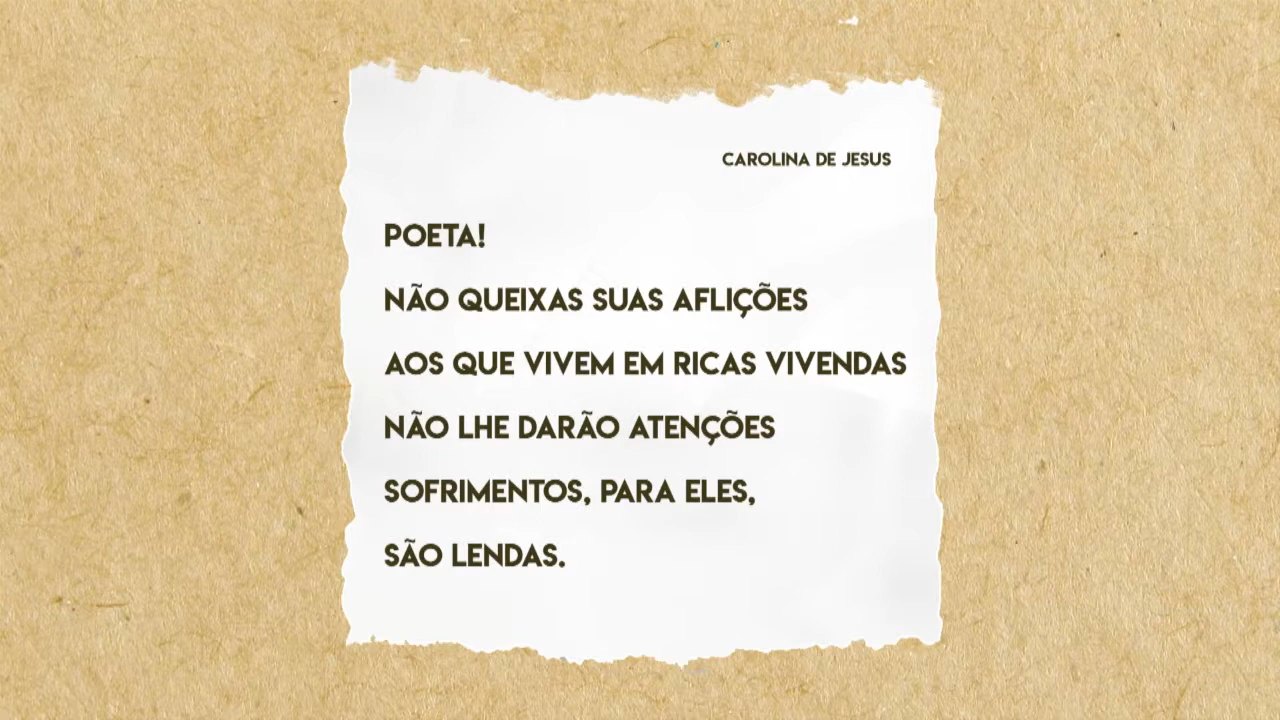 CAROLINA DE JESUS
POETA!
NÃO QUEIXAS SUAS AFLIÇÕES
AOS QUE VIVEM EM RICAS VIVENDAS
NÃO LHE DARÃO ATENÇÕES
SOFRIMENTOS, PARA ELES,
SÃO LENDAS.